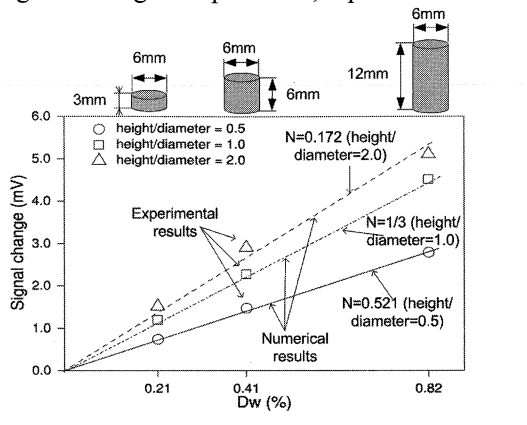 6mm
6mm
6mm
3mm
6mm
12mm
height/diameter = 0.5
height/diameter = 1.0
height/diameter = 2.0
N=0.172 (height/
diameter=2.0)
Experimental
results
N=1/3 (height/
diameter=1.0)
N=0.521 (height/
diameter=0.5)
Numerical
results
Signal change (mV)
6.0
5.0
4.0
3.0
2.0
1.0
0.0
0.21
0.41
0.82
Dw (%)